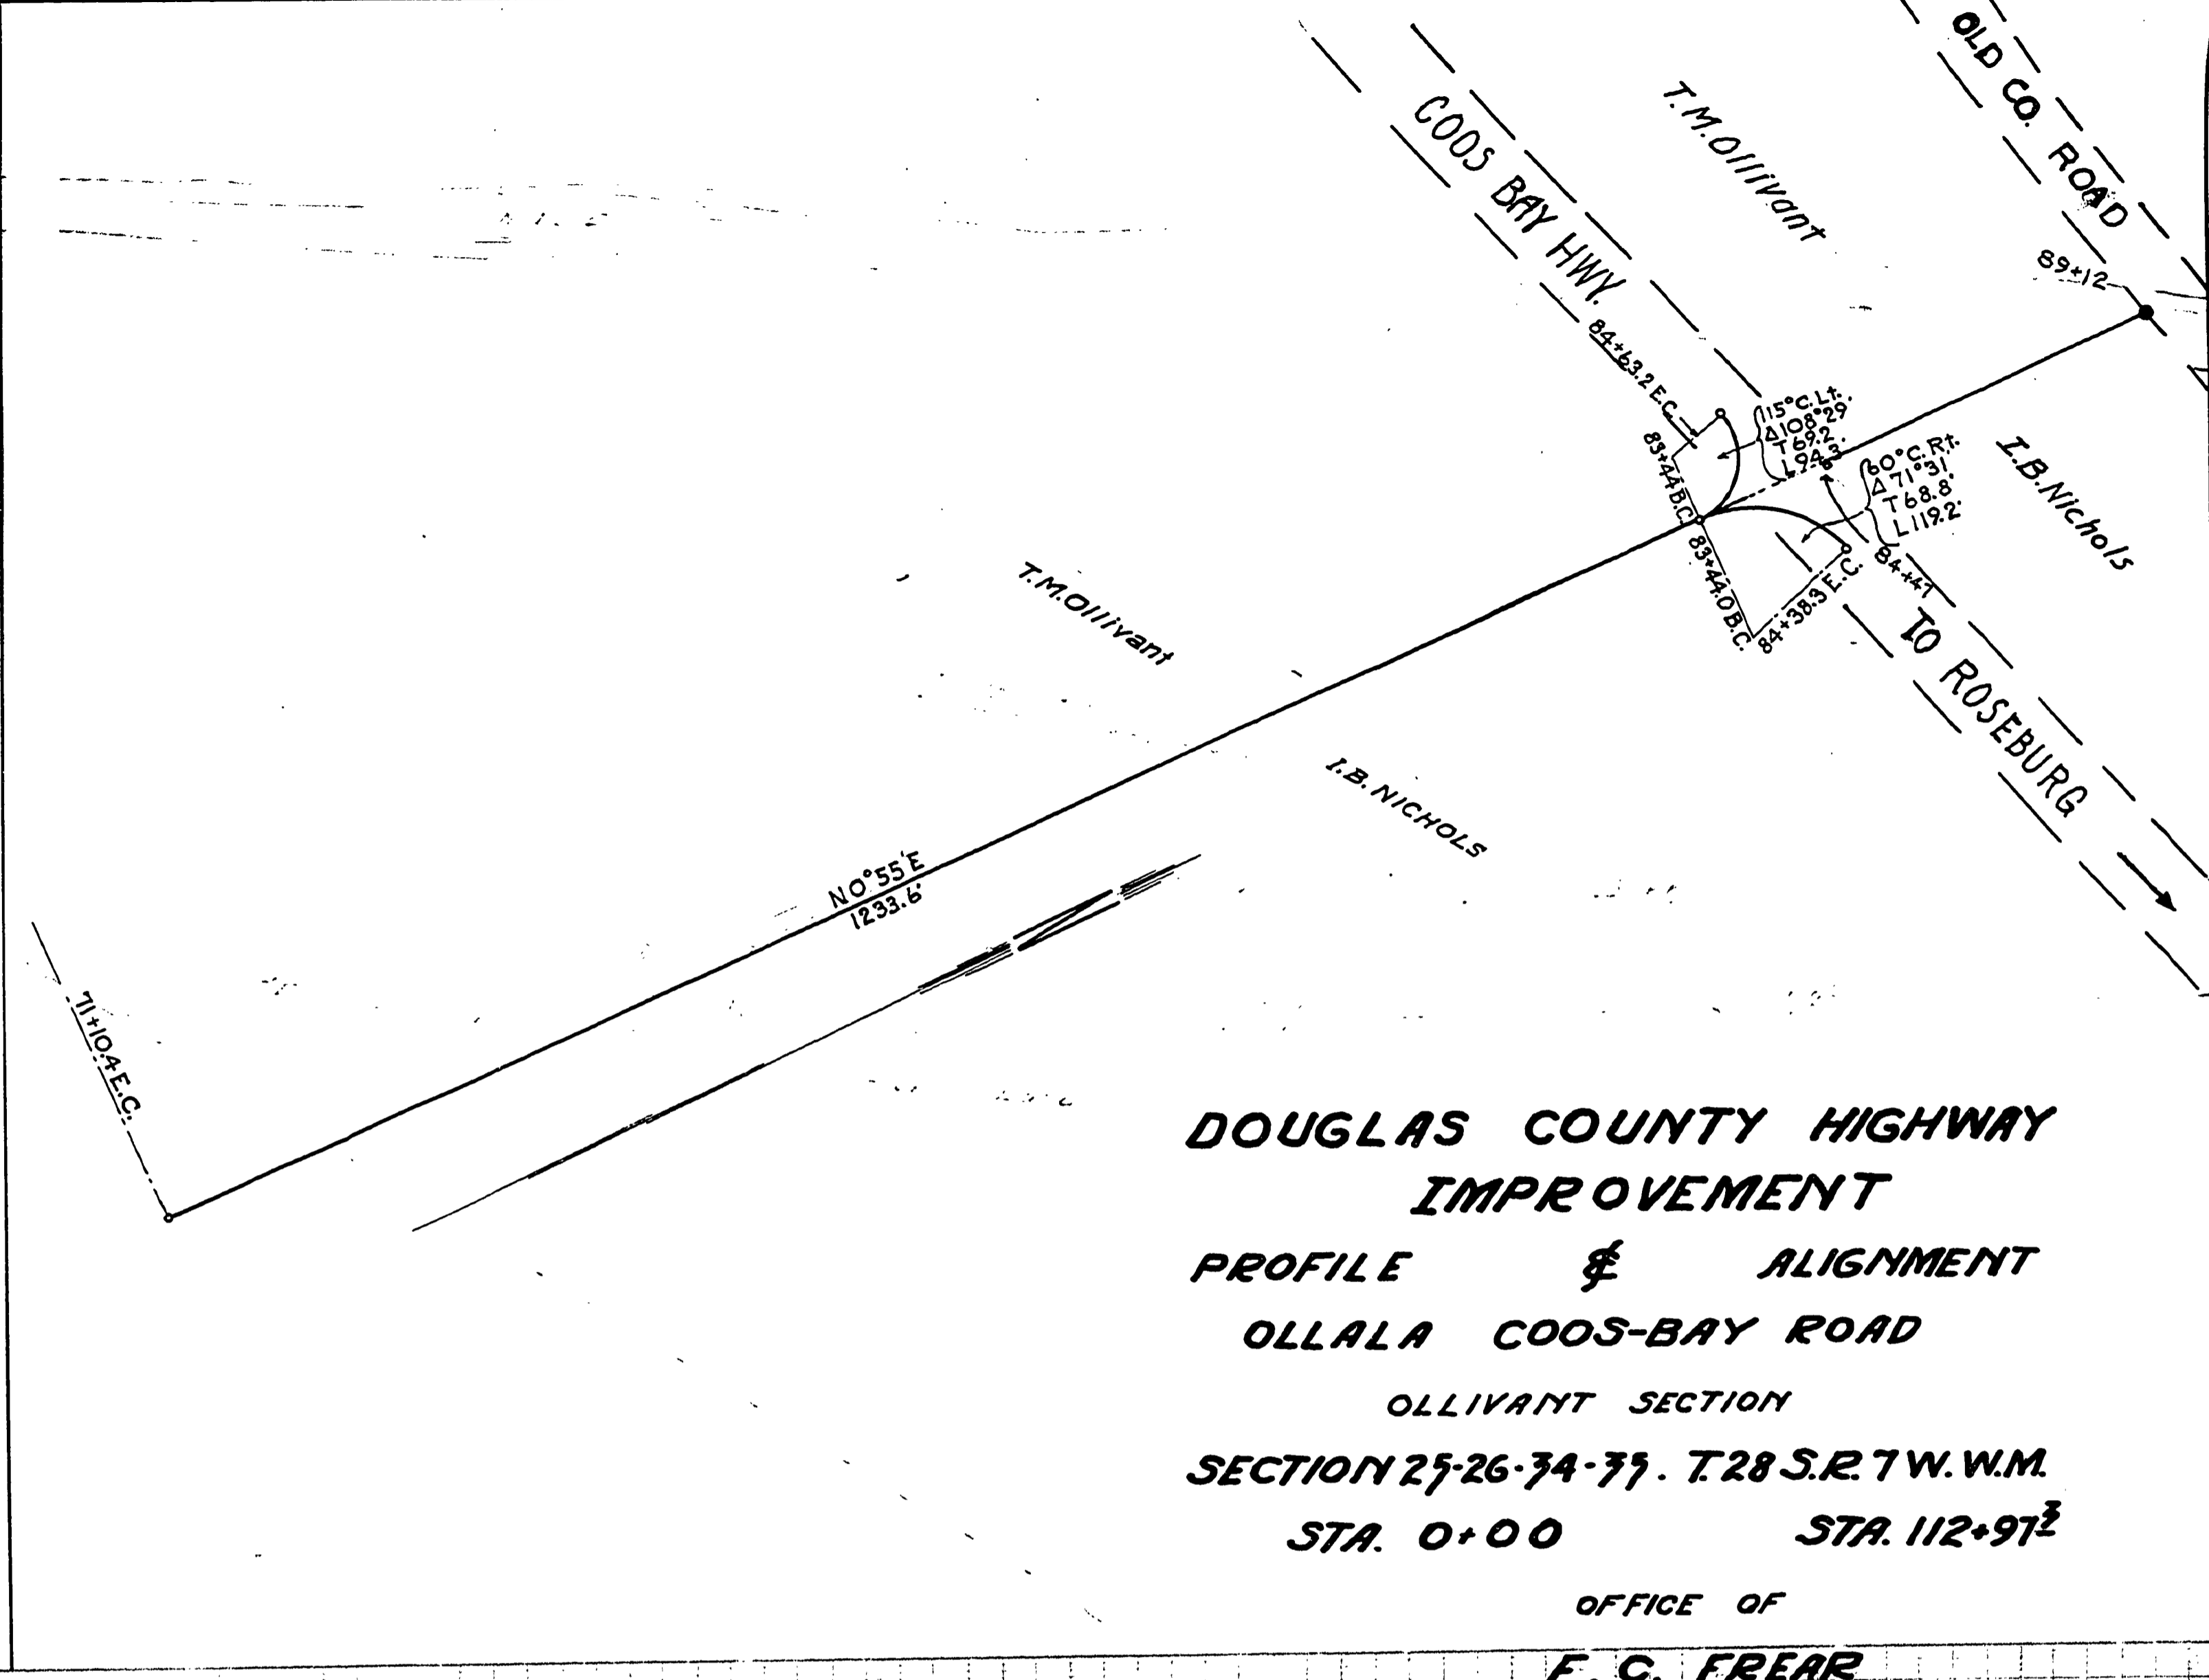 OLD CO. ROAD
T.M.Ollivant
COOS BAY HWY.
89+12
84+63.2 E.C.
15°C.Lt.
Δ108°29
T 69.2
L94.3
83+44 B.C.
60°C.Rt.
Δ71°31'
T 68.8'
L119.2'
I.B.Nichols
83+44.0 B.C.
84+38.3 E.C.
84+47
TO ROSEBURG
T.M.Ollivant
I.B. NICHOLS
N0°55'E
1233.6'
71+10.4 E.C.
DOUGLAS COUNTY HIGHWAY
IMPROVEMENT
PROFILE & ALIGNMENT
OLLALA COOS-BAY ROAD
OLLIVANT SECTION
SECTION 25-26-34-35. T.28 S.R.7 W. W.M.
STA. 0+00 STA. 112+97³
OFFICE OF
F. C. FREAR